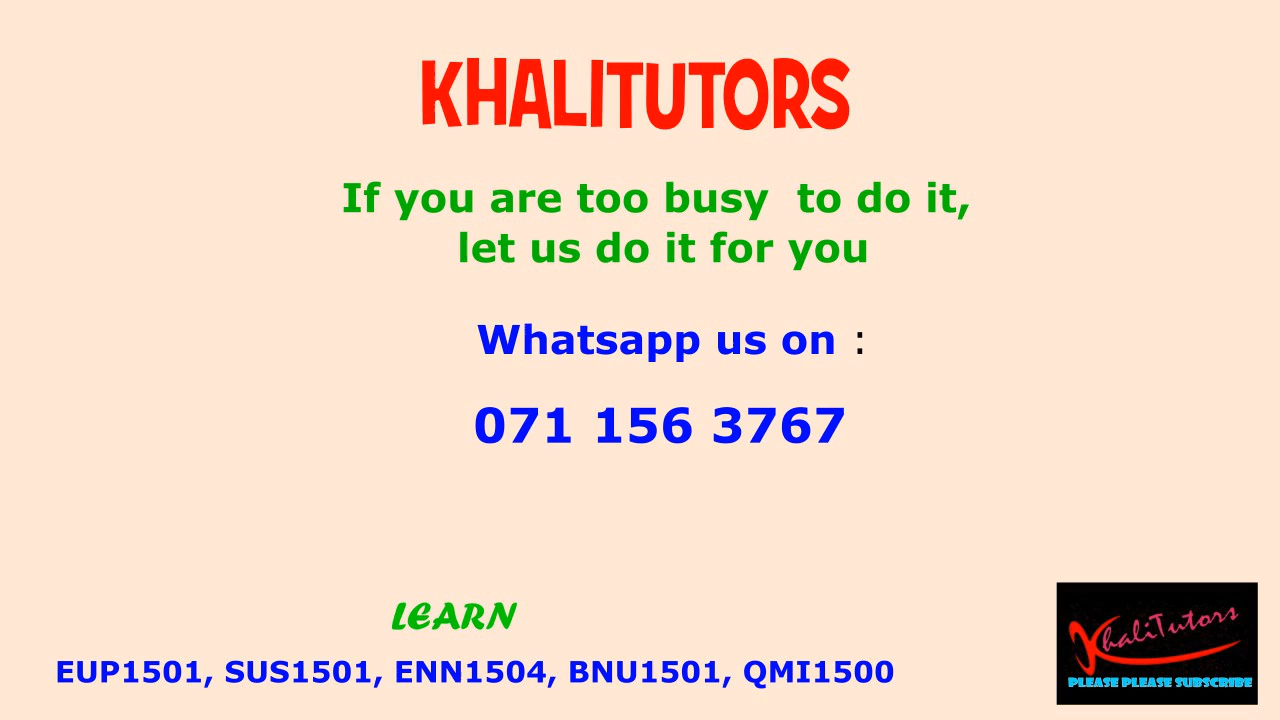 KHALITUTORS
If you are too busy to do it,
let us do it for you
Whatsapp us on :
071 156 3767
LEARN
EUP1501, SUS1501, ENN1504, BNU1501, QMI1500
KhaliTutors
PLEASE PLEASE SUBSCRIBE